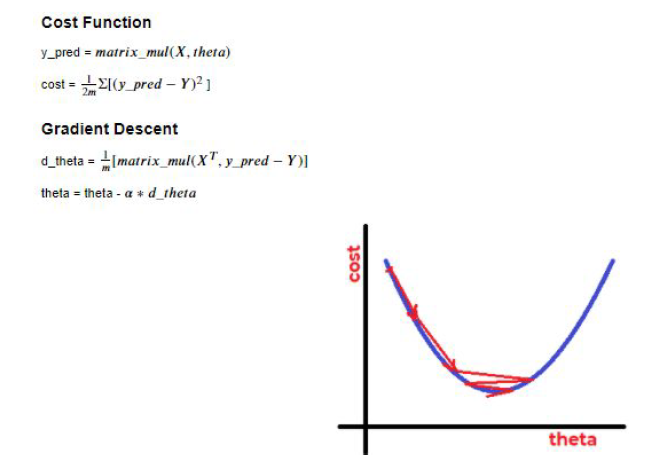 Cost Function
y_pred = matrix_mul(X, theta)
cost = 1/2m Σ[(y_pred − Y)² ]
Gradient Descent
d_theta = 1/m [matrix_mul(Xᵀ, y_pred − Y)]
theta = theta - α * d_theta
cost
theta